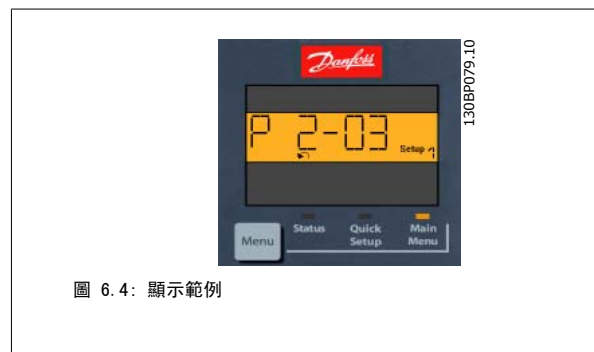 Danfoss
130BP079.10
P 2-03 Setup 1
Menu
Status
Quick Setup
Main Menu
圖 6.4: 顯示範例